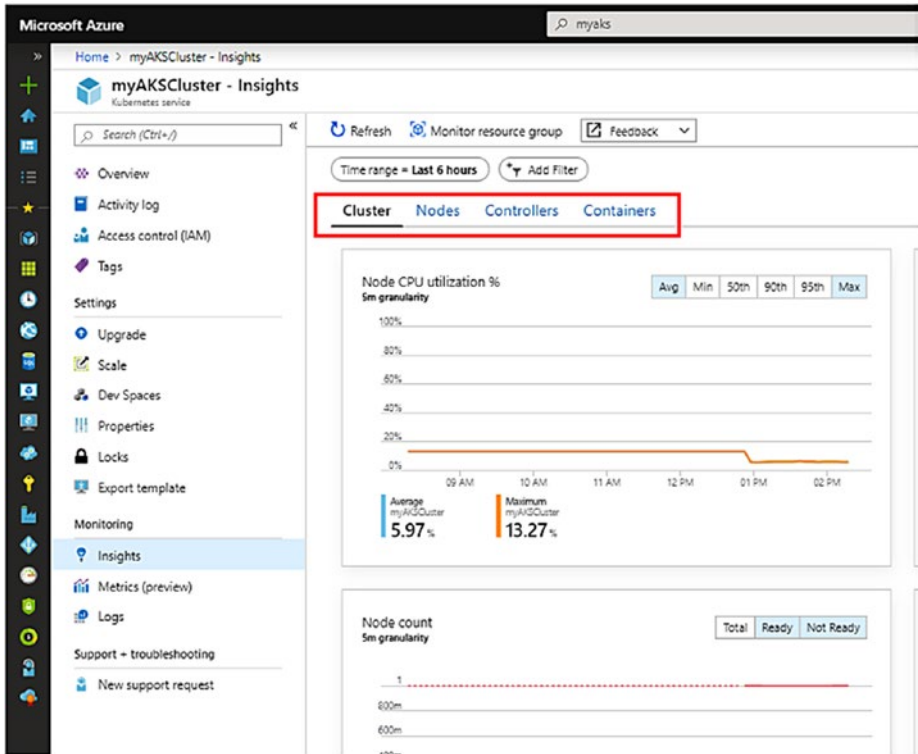 Microsoft Azure
myaks
Home > myAKSCluster - Insights
myAKSCluster - Insights
Kubernetes service
Search (Ctrl+/)
«
Refresh
Monitor resource group
Feedback
Time range = Last 6 hours
Add Filter
Overview
Activity log
Access control (IAM)
Tags
Settings
Upgrade
Scale
Dev Spaces
Properties
Locks
Export template
Monitoring
Insights
Metrics (preview)
Logs
Support + troubleshooting
New support request
Cluster Nodes Controllers Containers
Node CPU utilization %
5m granularity
Avg Min 50th 90th 95th Max
100%
80%
60%
40%
20%
0%
09 AM 10 AM 11 AM 12 PM 01 PM 02 PM
Average
myAKSCluster
5.97 %
Maximum
myAKSCluster
13.27 %
Node count
5m granularity
Total Ready Not Ready
1
800m
600m